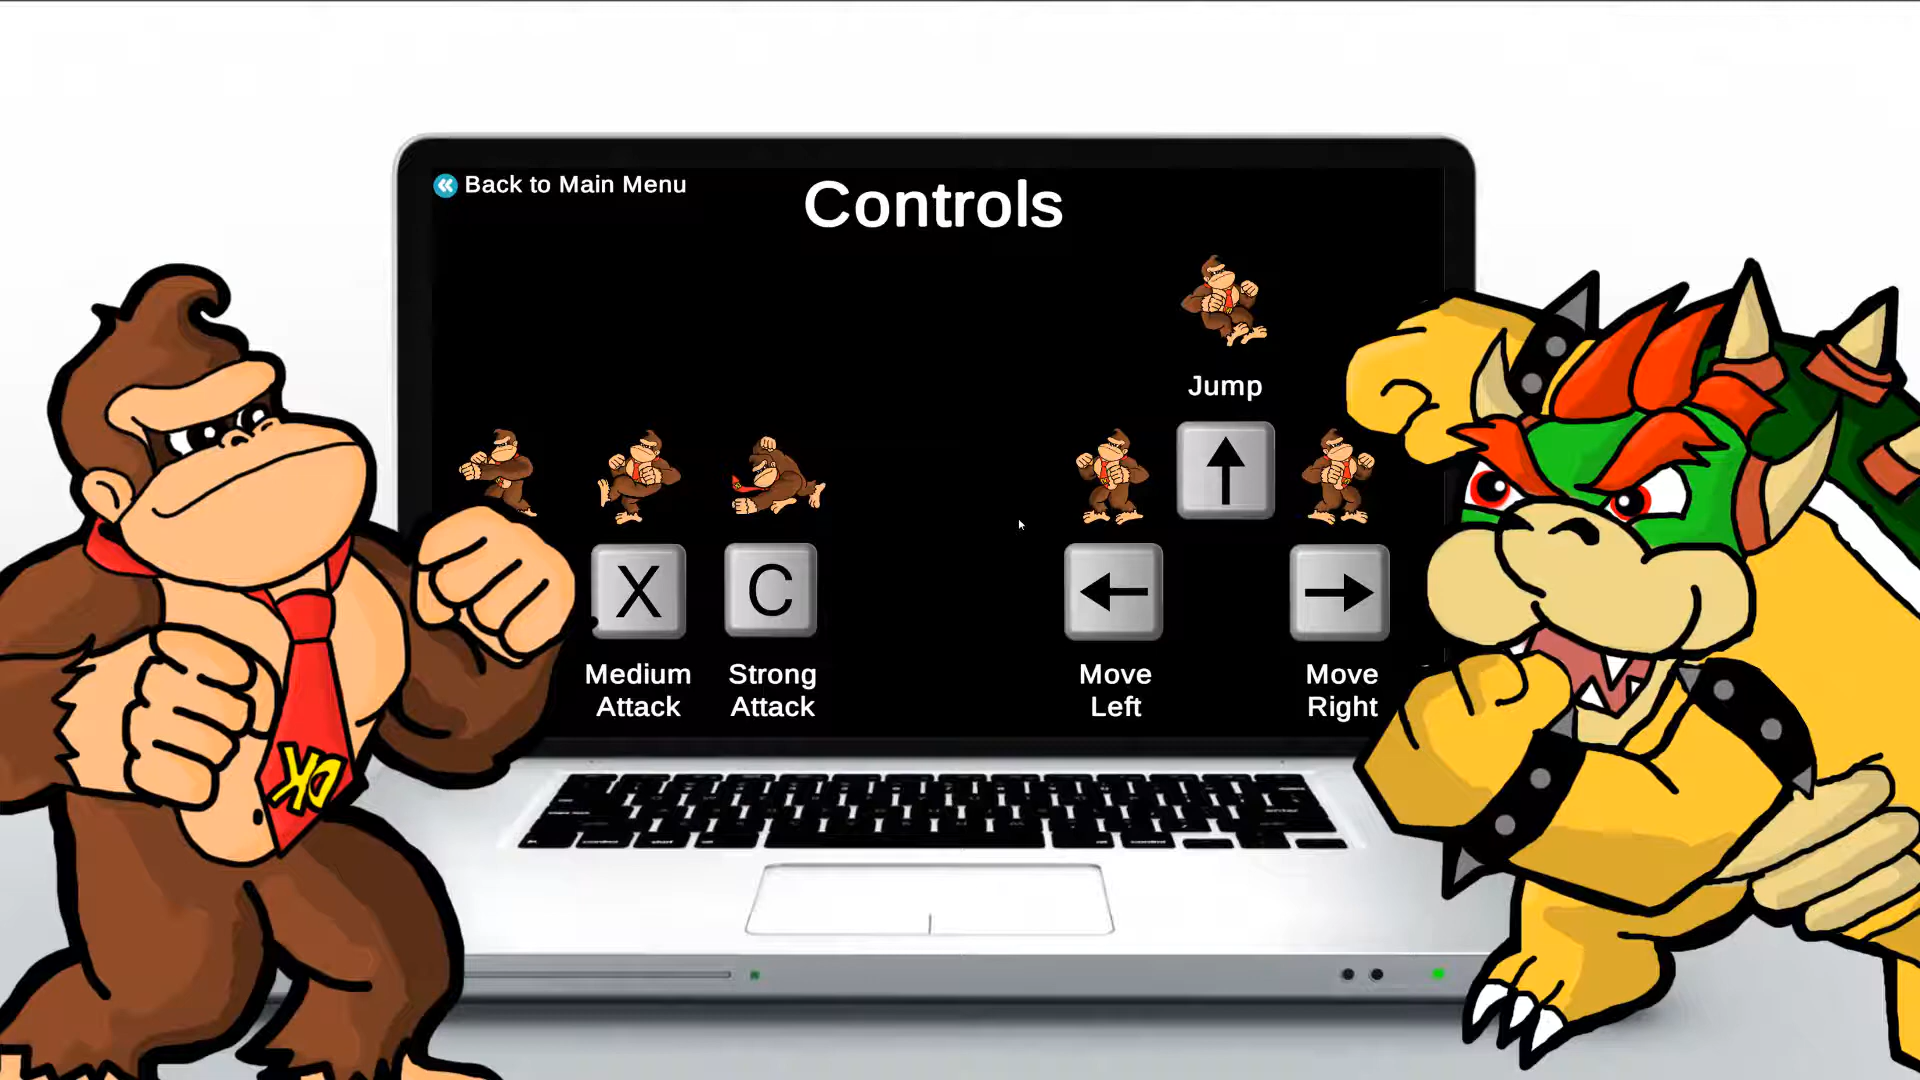 Back to Main Menu
Controls
Jump
X
C
Medium
Attack
Strong
Attack
Move
Left
Move
Right
DK